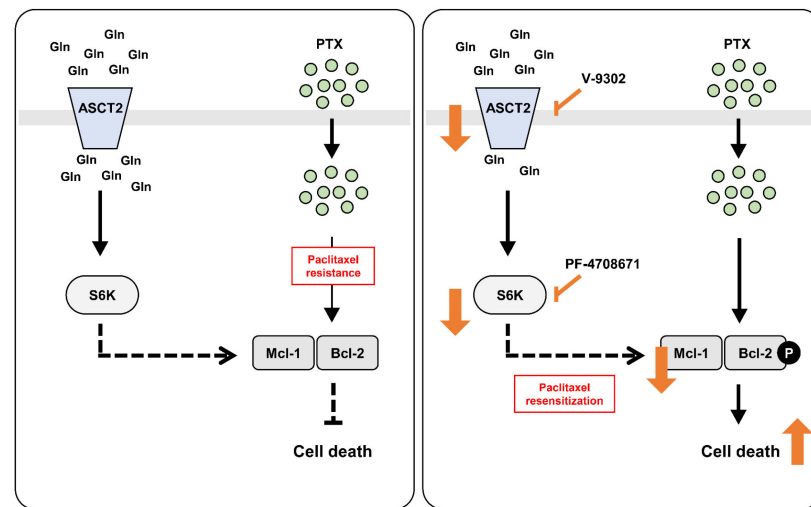 Gln
Gln
Gln
Gln
Gln
Gln
ASCT2
Gln
Gln
Gln
Gln
Gln
S6K
PTX
Paclitaxel
resistance
Mcl-1
Bcl-2
Cell death
Gln
Gln
Gln
Gln
Gln
Gln
ASCT2
V-9302
Gln
Gln
S6K
PF-4708671
PTX
Paclitaxel
resensitization
Mcl-1
Bcl-2
P
Cell death